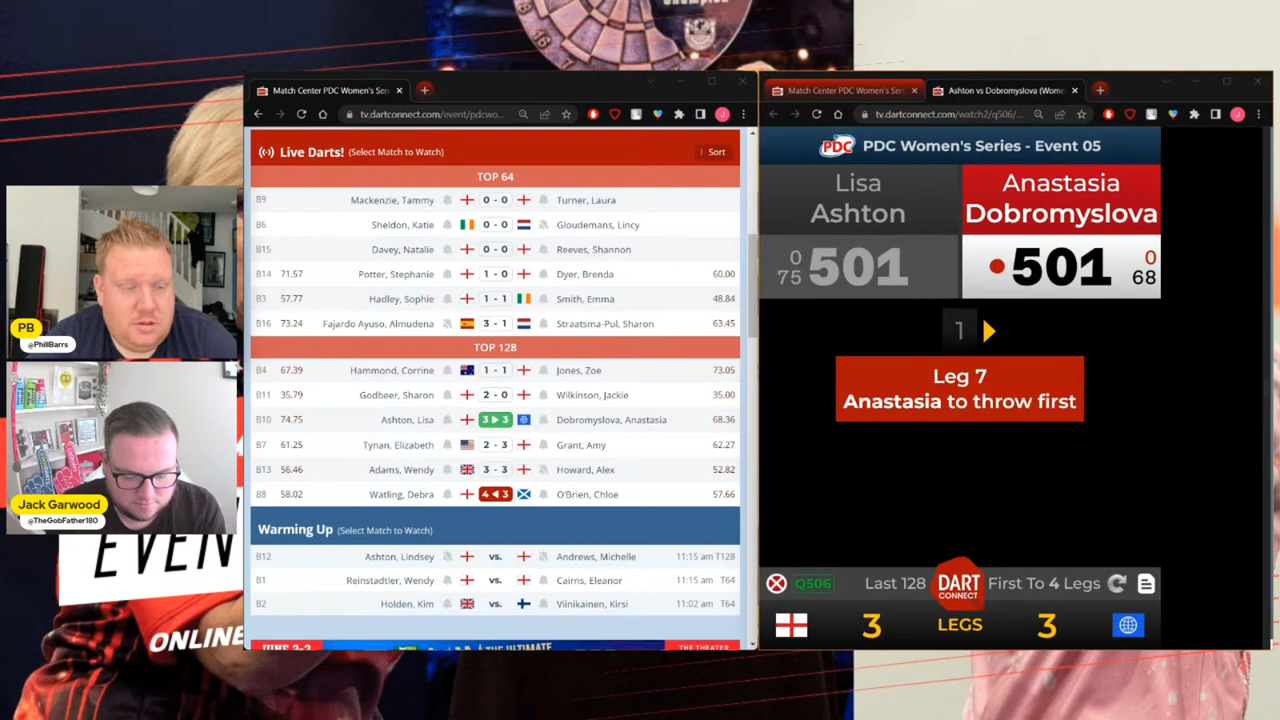 PB
@PhillBarrs
Jack Garwood
@TheGobFather180
EVEN
ONLINE
Match Center PDC Women's Seri
tv.dartconnect.com/event/pdcwo...
Live Darts! (Select Match to Watch)
Sort
TOP 64
B9 Mackenzie, Tammy 0 - 0 Turner, Laura
B6 Sheldon, Katie 0 - 0 Gloudemans, Lincy
B15 Davey, Natalie 0 - 0 Reeves, Shannon
B14 71.57 Potter, Stephanie 1 - 0 Dyer, Brenda 60.00
B3 57.77 Hadley, Sophie 1 - 1 Smith, Emma 48.84
B16 73.24 Fajardo Ayuso, Almudena 3 - 1 Straatsma-Pul, Sharon 63.45
TOP 128
B4 67.39 Hammond, Corrine 1 - 1 Jones, Zoe 73.05
B11 35.79 Godbeer, Sharon 2 - 0 Wilkinson, Jackie 35.00
B10 74.75 Ashton, Lisa 3 ▶ 3 Dobromyslova, Anastasia 68.36
B7 61.25 Tynan, Elizabeth 2 - 3 Grant, Amy 62.27
B13 56.46 Adams, Wendy 3 - 3 Howard, Alex 52.82
B8 58.02 Watling, Debra 4 ◀ 3 O'Brien, Chloe 57.66
Warming Up (Select Match to Watch)
B12 Ashton, Lindsey vs. Andrews, Michelle 11:15 am T128
B1 Reinstadtler, Wendy vs. Cairns, Eleanor 11:15 am T64
B2 Holden, Kim vs. Viinikainen, Kirsi 11:02 am T64
Match Center PDC Women's Seri
Ashton vs Dobromyslova (Wome
tv.dartconnect.com/watch2/q506/...
PDC PDC Women's Series - Event 05
Lisa
Ashton
Anastasia
Dobromyslova
0
75 501
501 0
68
1
Leg 7
Anastasia to throw first
Q506 Last 128 DART CONNECT First To 4 Legs
3 LEGS 3